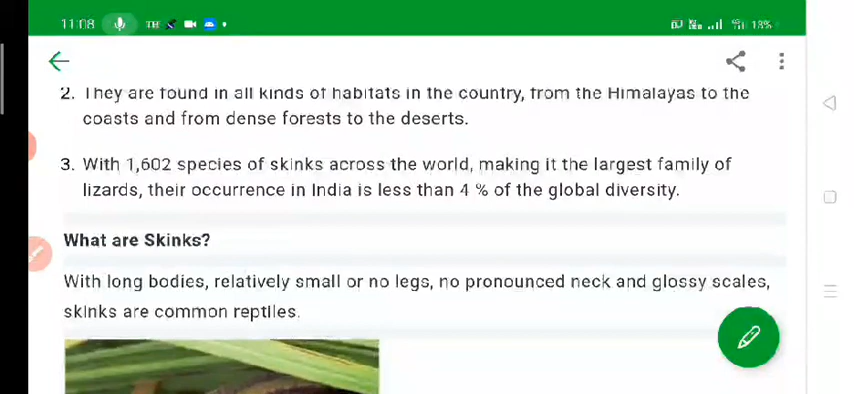 11:08
18%
2. They are found in all kinds of habitats in the country, from the Himalayas to the
coasts and from dense forests to the deserts.
3. With 1,602 species of skinks across the world, making it the largest family of
lizards, their occurrence in India is less than 4 % of the global diversity.
What are Skinks?
With long bodies, relatively small or no legs, no pronounced neck and glossy scales,
skinks are common reptiles.